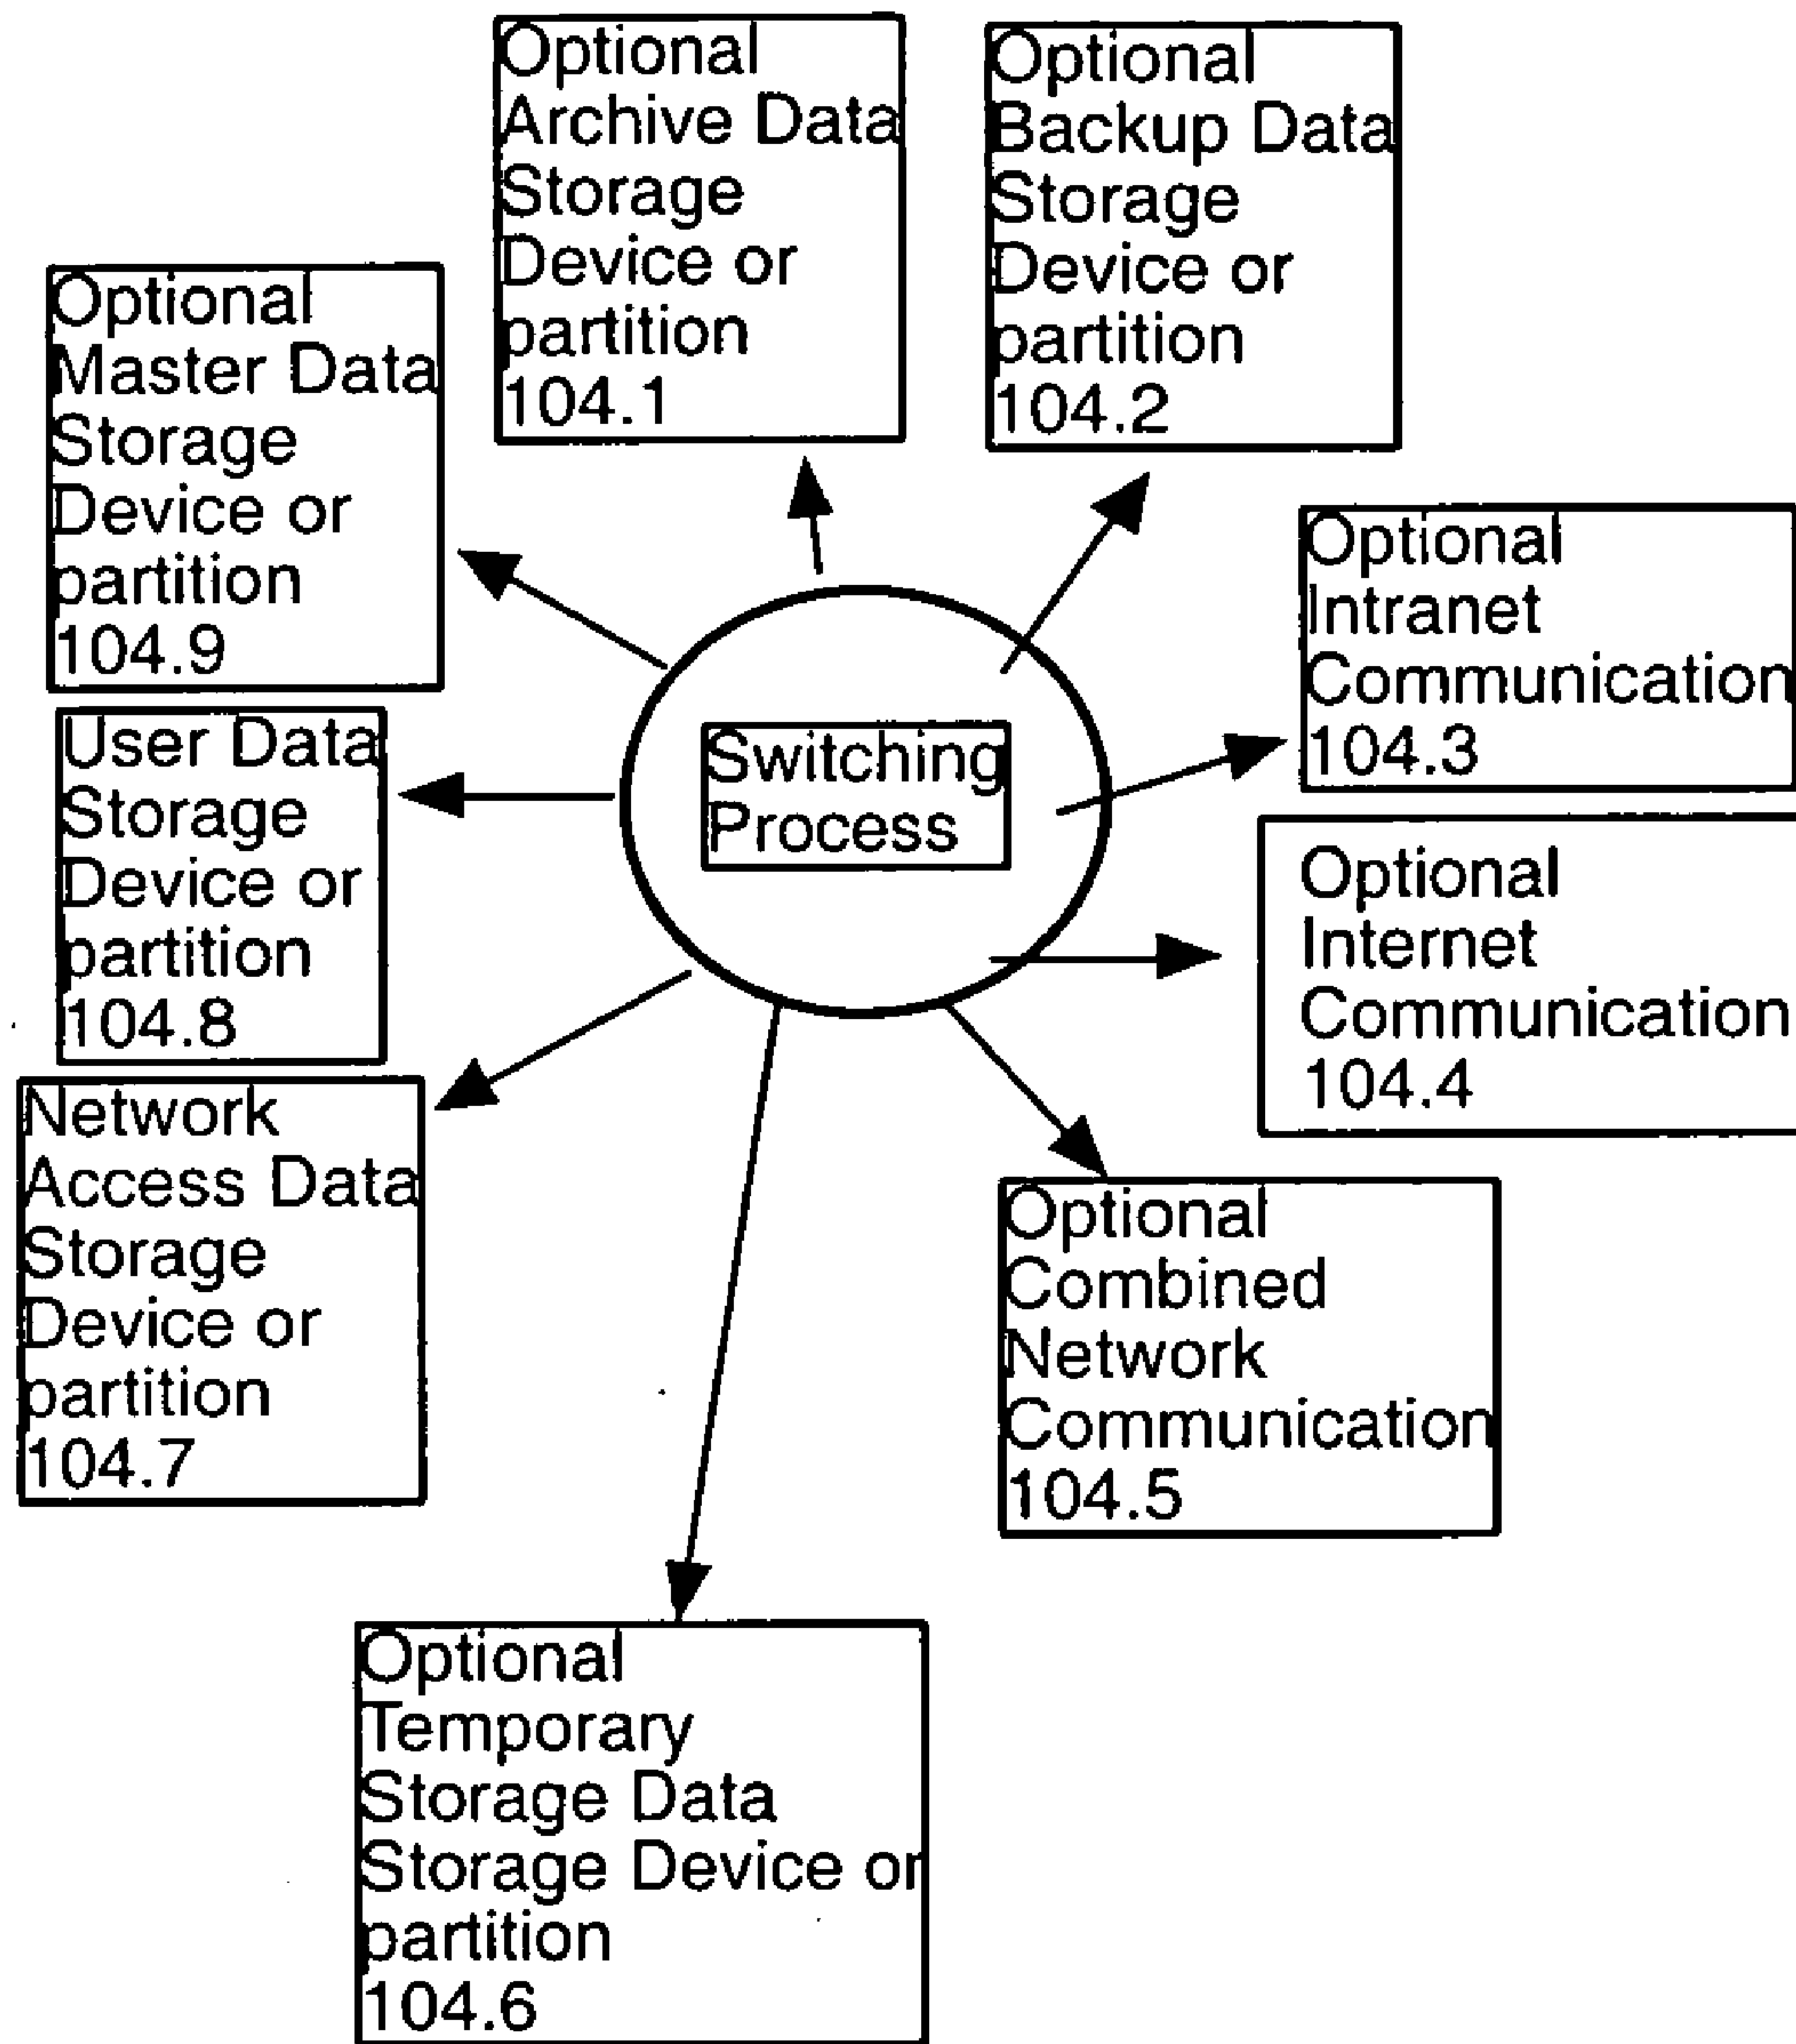 Optional
Archive Data
Storage
Device or
partition
104.1
Optional
Backup Data
Storage
Device or
partition
104.2
Optional
Master Data
Storage
Device or
partition
104.9
Optional
Intranet
Communication
104.3
User Data
Storage
Device or
partition
104.8
Switching
Process
Optional
Internet
Communication
104.4
Network
Access Data
Storage
Device or
partition
104.7
Optional
Combined
Network
Communication
104.5
Optional
Temporary
Storage Data
Storage Device or
partition
104.6